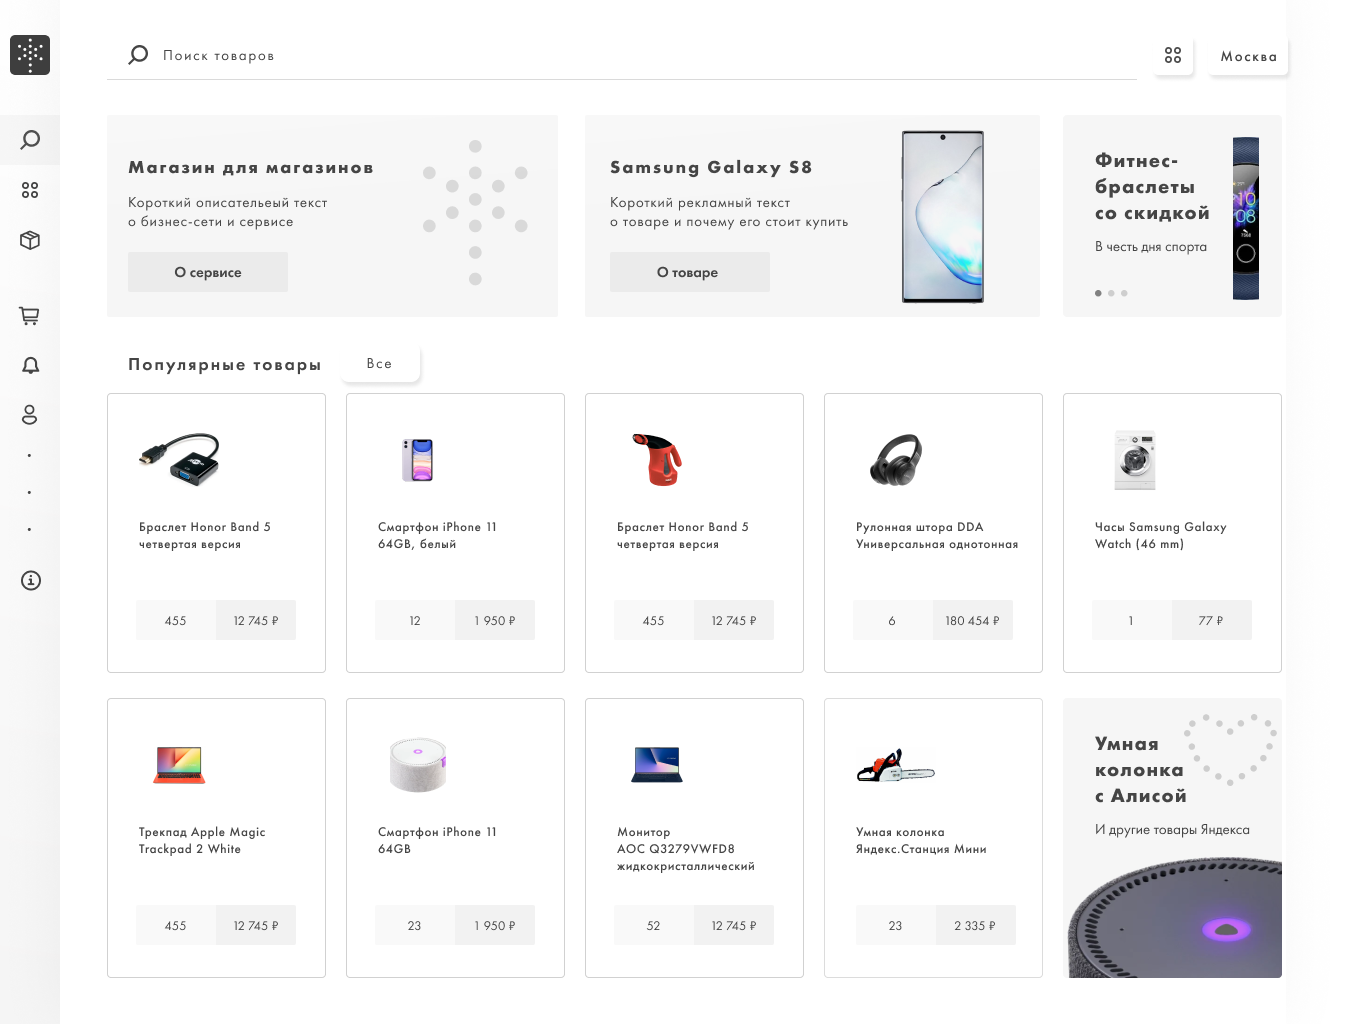 Поиск товаров
Москва
Магазин для магазинов
Короткий описательеый текст
о бизнес-сети и сервисе
О сервисе
Samsung Galaxy S8
Короткий рекламный текст
о товаре и почему его стоит купить
О товаре
Фитнес-
браслеты
со скидкой
В честь дня спорта
Популярные товары
Все
Браслет Honor Band 5
четвертая версия
455
12 745 ₽
Смартфон iPhone 11
64GB, белый
12
1 950 ₽
Браслет Honor Band 5
четвертая версия
455
12 745 ₽
Рулонная штора DDA
Универсальная однотонная
6
180 454 ₽
Часы Samsung Galaxy
Watch (46 mm)
1
77 ₽
Трекпад Apple Magic
Trackpad 2 White
455
12 745 ₽
Смартфон iPhone 11
64GB
23
1 950 ₽
Монитор
AOC Q3279VWFD8
жидкокристаллический
52
12 745 ₽
Умная колонка
Яндекс.Станция Мини
23
2 335 ₽
Умная
колонка
с Алисой
И другие товары Яндекса